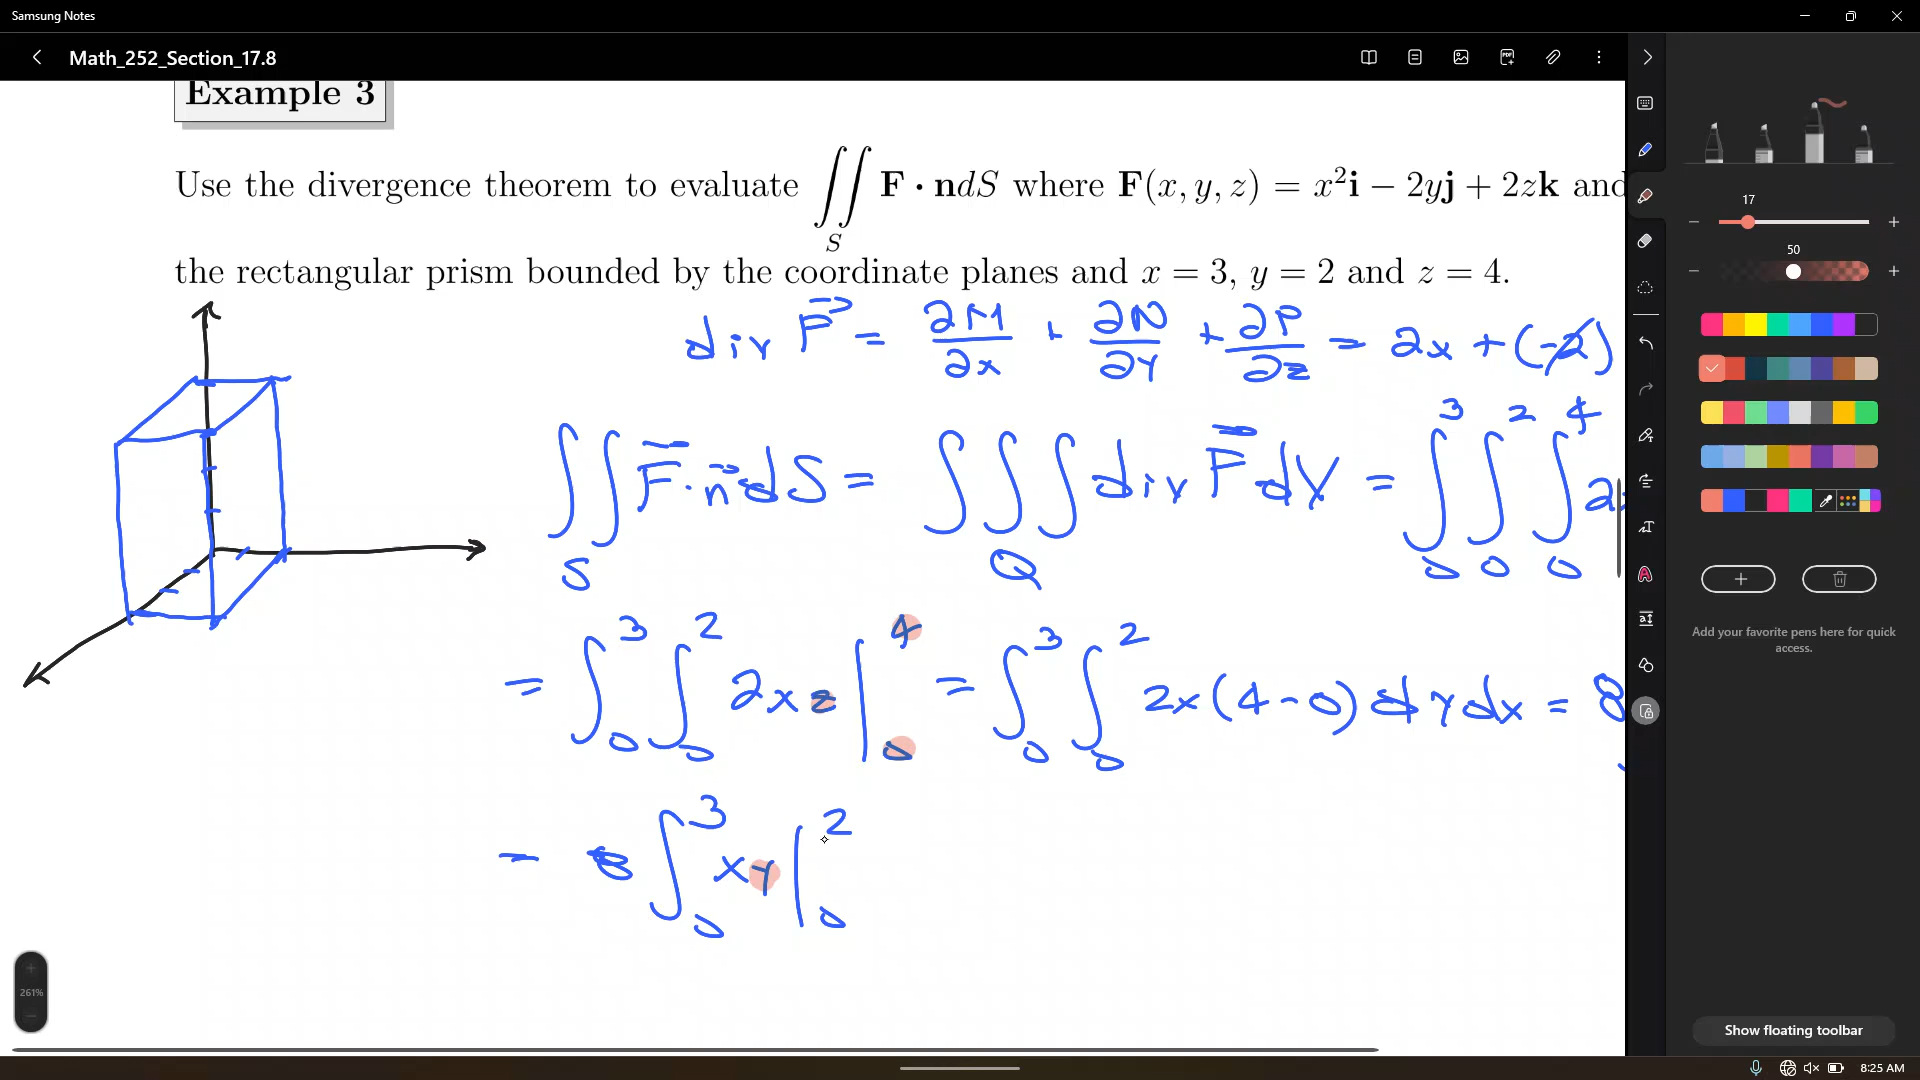 Samsung Notes
Math_252_Section_17.8
Example 3
Use the divergence theorem to evaluate ∬_S F · n dS where F(x, y, z) = x²i − 2yj + 2zk and
the rectangular prism bounded by the coordinate planes and x = 3, y = 2 and z = 4.
div F⃗ = ∂M/∂x + ∂N/∂y + ∂P/∂z = 2x + (-2)
∫∫_S F⃗ · n⃗ dS = ∫∫∫_Q div F⃗ dV = ∫_0^3 ∫_0^2 ∫_0^4 2
= ∫_0^3 ∫_0^2 2xz |_0^4 = ∫_0^3 ∫_0^2 2x(4-0) dy dx = 8
= 8 ∫_0^3 xy |_0^2
17
50
Add your favorite pens here for quick
access.
261%
Show floating toolbar
8:25 AM